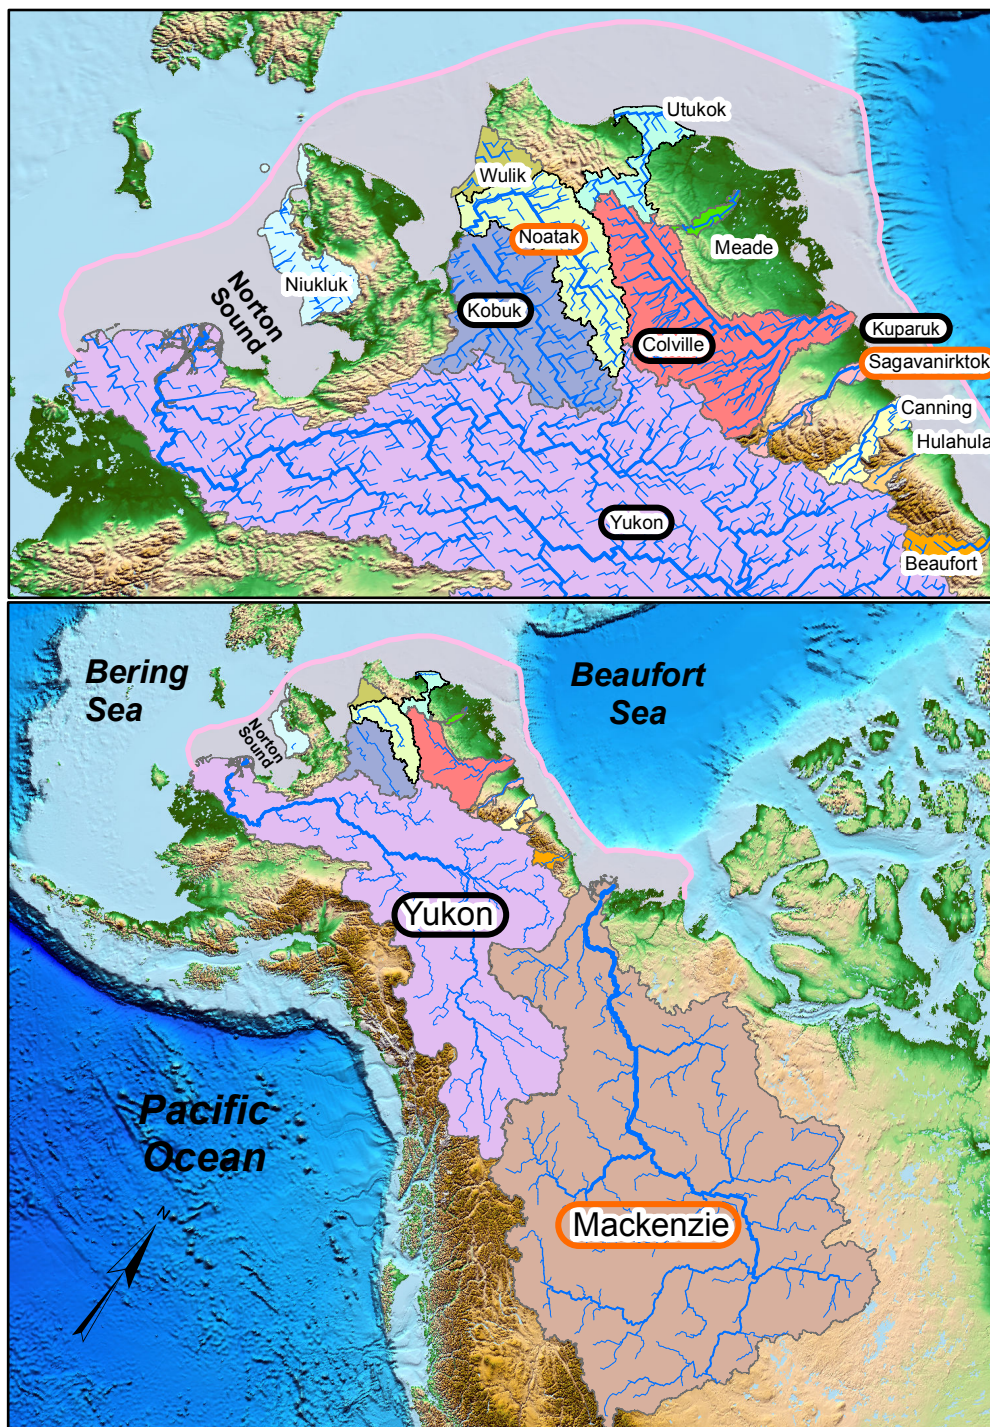 Utukok
Wulik
Noatak
Meade
Niukluk
Norton
Sound
Kobuk
Colville
Kuparuk
Sagavanirktok
Canning
Hulahula
Yukon
Beaufort
Bering
Sea
Beaufort
Sea
Norton
Sound
Yukon
Pacific
Ocean
N
Mackenzie